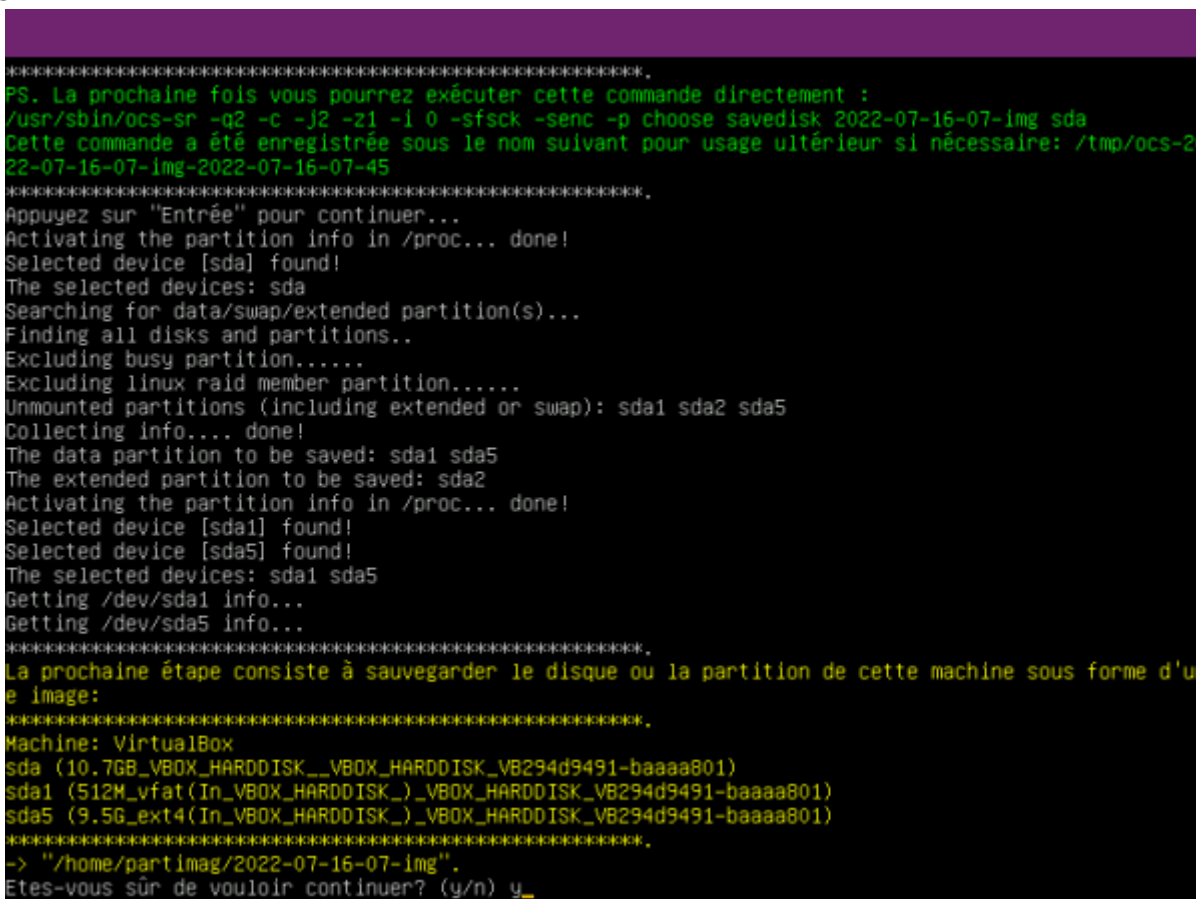 ************************************************************.
PS. La prochaine fois vous pourrez exécuter cette commande directement :
/usr/sbin/ocs-sr -q2 -c -j2 -z1 -i 0 -sfsck -senc -p choose savedisk 2022-07-16-07-img sda
Cette commande a été enregistrée sous le nom suivant pour usage ultérieur si nécessaire: /tmp/ocs-2
22-07-16-07-img-2022-07-16-07-45
************************************************************.
Appuyez sur "Entrée" pour continuer...
Activating the partition info in /proc... done!
Selected device [sda] found!
The selected devices: sda
Searching for data/swap/extended partition(s)...
Finding all disks and partitions..
Excluding busy partition......
Excluding linux raid member partition......
Unmounted partitions (including extended or swap): sda1 sda2 sda5
Collecting info.... done!
The data partition to be saved: sda1 sda5
The extended partition to be saved: sda2
Activating the partition info in /proc... done!
Selected device [sda1] found!
Selected device [sda5] found!
The selected devices: sda1 sda5
Getting /dev/sda1 info...
Getting /dev/sda5 info...
************************************************************.
La prochaine étape consiste à sauvegarder le disque ou la partition de cette machine sous forme d'u
e image:
************************************************************.
Machine: VirtualBox
sda (10.7GB_VBOX_HARDDISK__VBOX_HARDDISK_VB294d9491-baaaa801)
sda1 (512M_vfat(In_VBOX_HARDDISK_)_VBOX_HARDDISK_VB294d9491-baaaa801)
sda5 (9.5G_ext4(In_VBOX_HARDDISK_)_VBOX_HARDDISK_VB294d9491-baaaa801)
************************************************************.
-> "/home/partimag/2022-07-16-07-img".
Etes-vous sûr de vouloir continuer? (y/n) y_